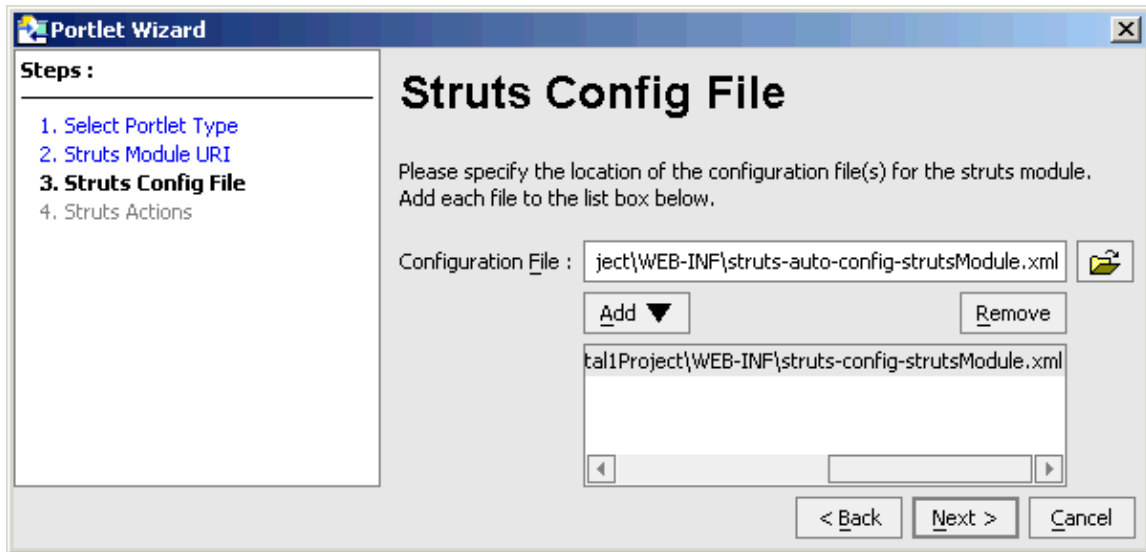 Portlet Wizard
Steps :
1. Select Portlet Type
2. Struts Module URI
3. Struts Config File
4. Struts Actions
Struts Config File
Please specify the location of the configuration file(s) for the struts module.
Add each file to the list box below.
Configuration File : ject\WEB-INF\struts-auto-config-strutsModule.xml
Add Remove
tal1Project\WEB-INF\struts-config-strutsModule.xml
< Back Next > Cancel